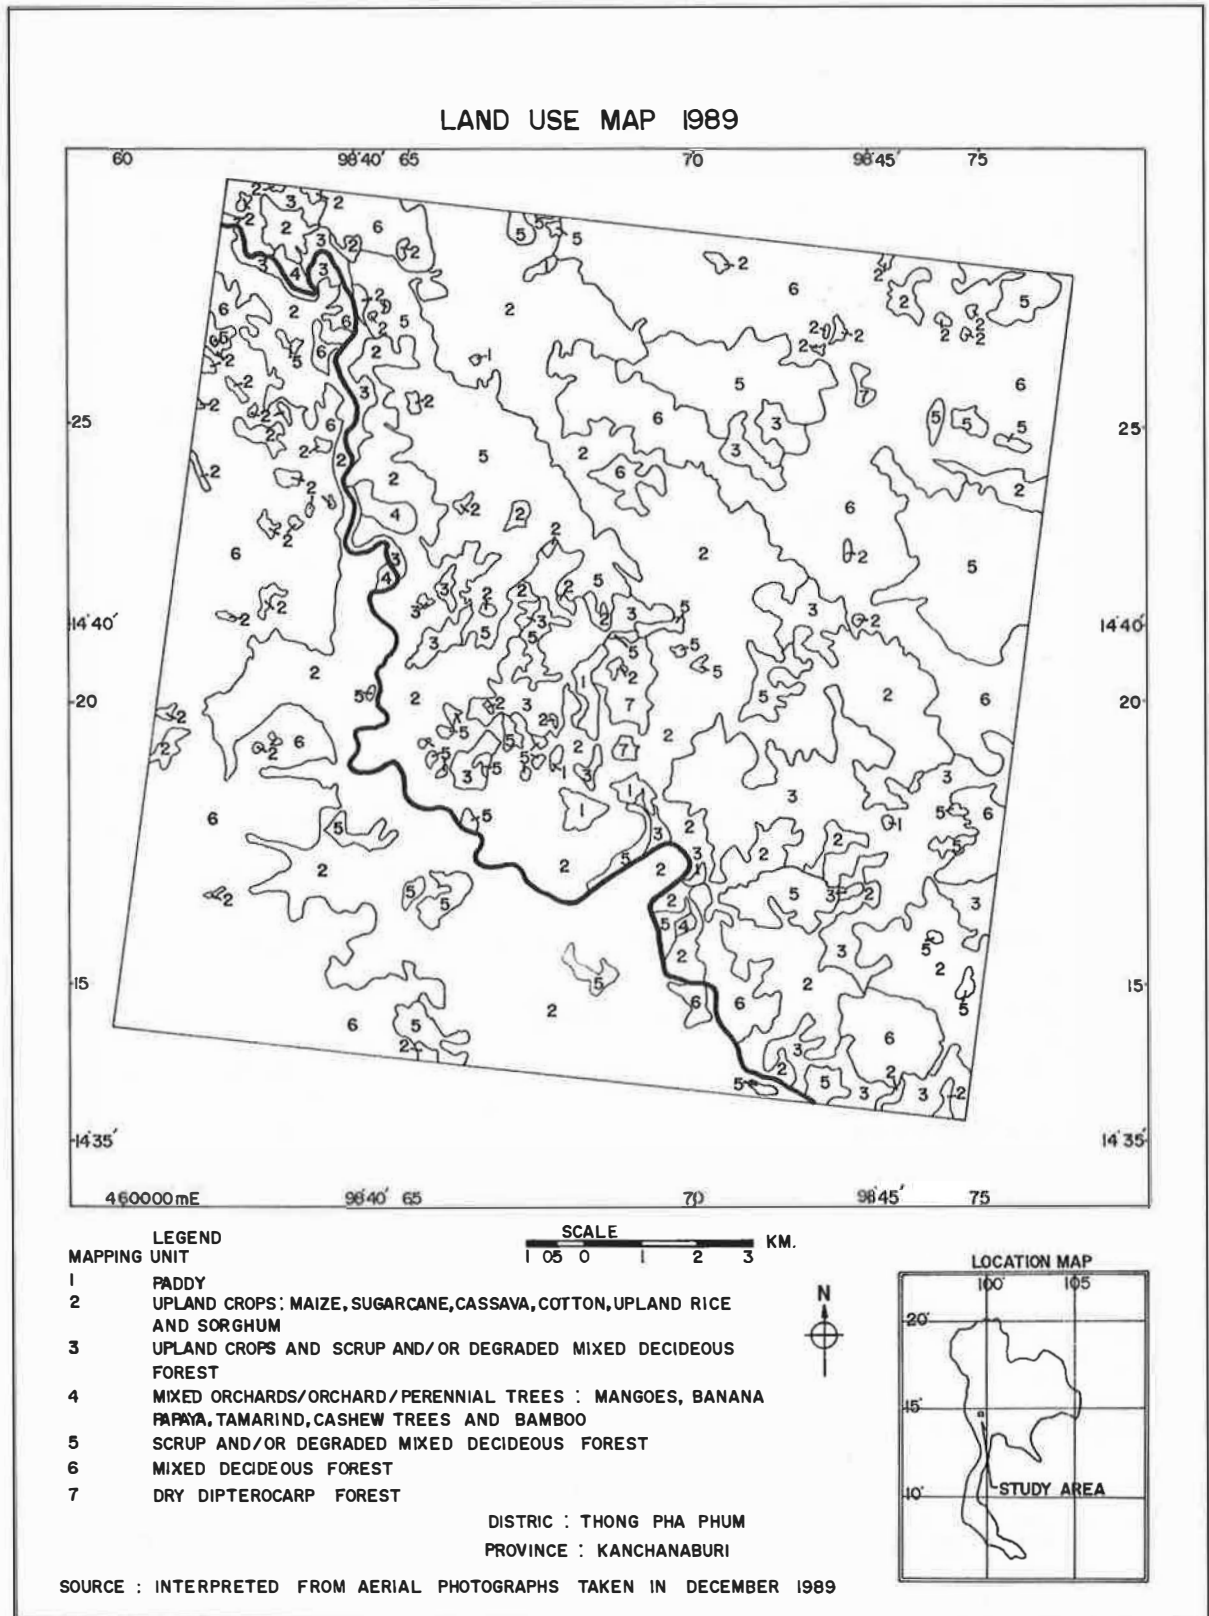 LAND USE MAP 1989
60 98°40′ 65 70 98°45′ 75
25 25
14°40′ 14°40′
20 20
15 15
14°35′ 14°35′
460000mE 98°40′ 65 70 98°45′ 75
LEGEND
MAPPING UNIT
1 PADDY
2 UPLAND CROPS: MAIZE, SUGARCANE, CASSAVA, COTTON, UPLAND RICE
AND SORGHUM
3 UPLAND CROPS AND SCRUP AND/OR DEGRADED MIXED DECIDEOUS
FOREST
4 MIXED ORCHARDS/ORCHARD/PERENNIAL TREES : MANGOES, BANANA
PAPAYA, TAMARIND, CASHEW TREES AND BAMBOO
5 SCRUP AND/OR DEGRADED MIXED DECIDEOUS FOREST
6 MIXED DECIDEOUS FOREST
7 DRY DIPTEROCARP FOREST
SCALE
1 05 0 1 2 3 KM.
N
LOCATION MAP
100° 105°
20°
15°
10°
STUDY AREA
DISTRIC : THONG PHA PHUM
PROVINCE : KANCHANABURI
SOURCE : INTERPRETED FROM AERIAL PHOTOGRAPHS TAKEN IN DECEMBER 1989